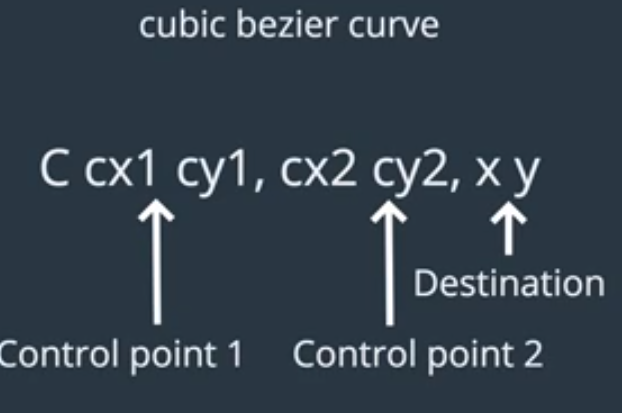 cubic bezier curve
C cx1 cy1, cx2 cy2, x y
Destination
Control point 1
Control point 2